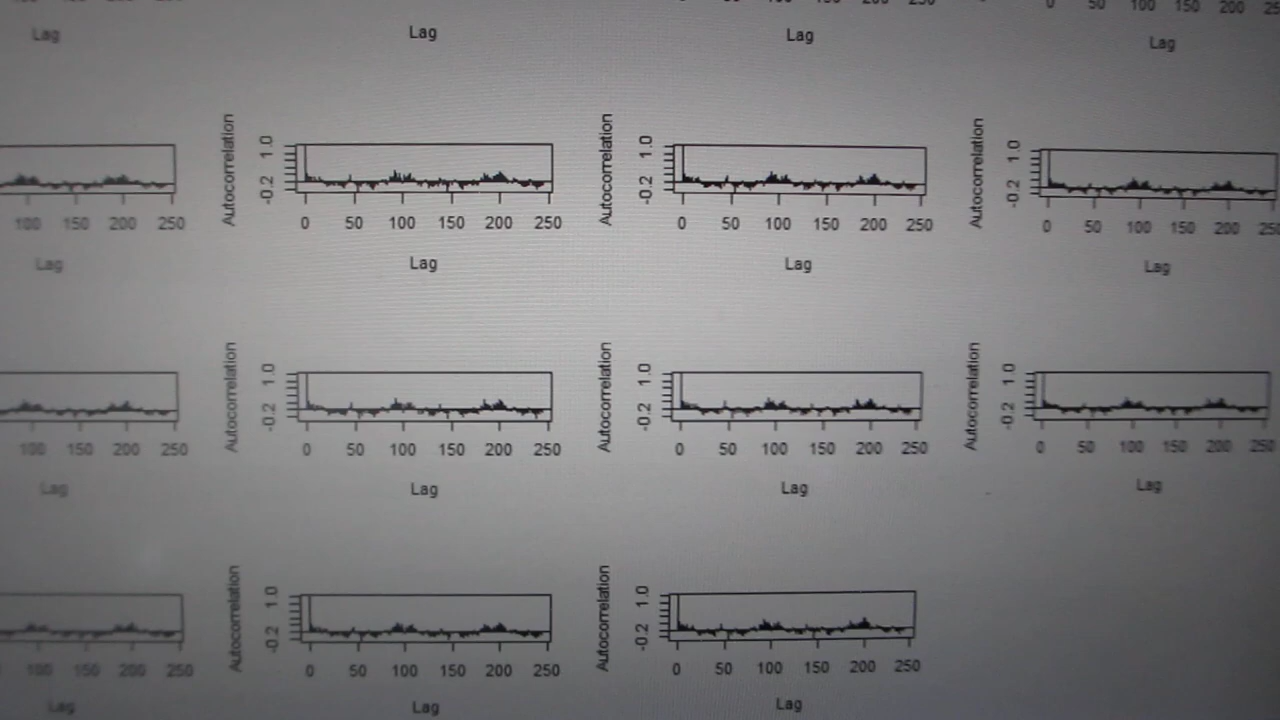 Lag Lag Lag 0 50 100 150 200
Lag
Autocorrelation -0.2 1.0 Autocorrelation -0.2 1.0 Autocorrelation -0.2 1.0
100 150 200 250 0 50 100 150 200 250 0 50 100 150 200 250 0 50 100 150 200
Lag Lag Lag Lag
Autocorrelation -0.2 1.0 Autocorrelation -0.2 1.0 Autocorrelation -0.2 1.0
100 150 200 250 0 50 100 150 200 250 0 50 100 150 200 250 0 50 100 150 200 250
Lag Lag Lag Lag
Autocorrelation -0.2 1.0 Autocorrelation -0.2 1.0
100 150 200 250 0 50 100 150 200 250 0 50 100 150 200 250
Lag Lag Lag